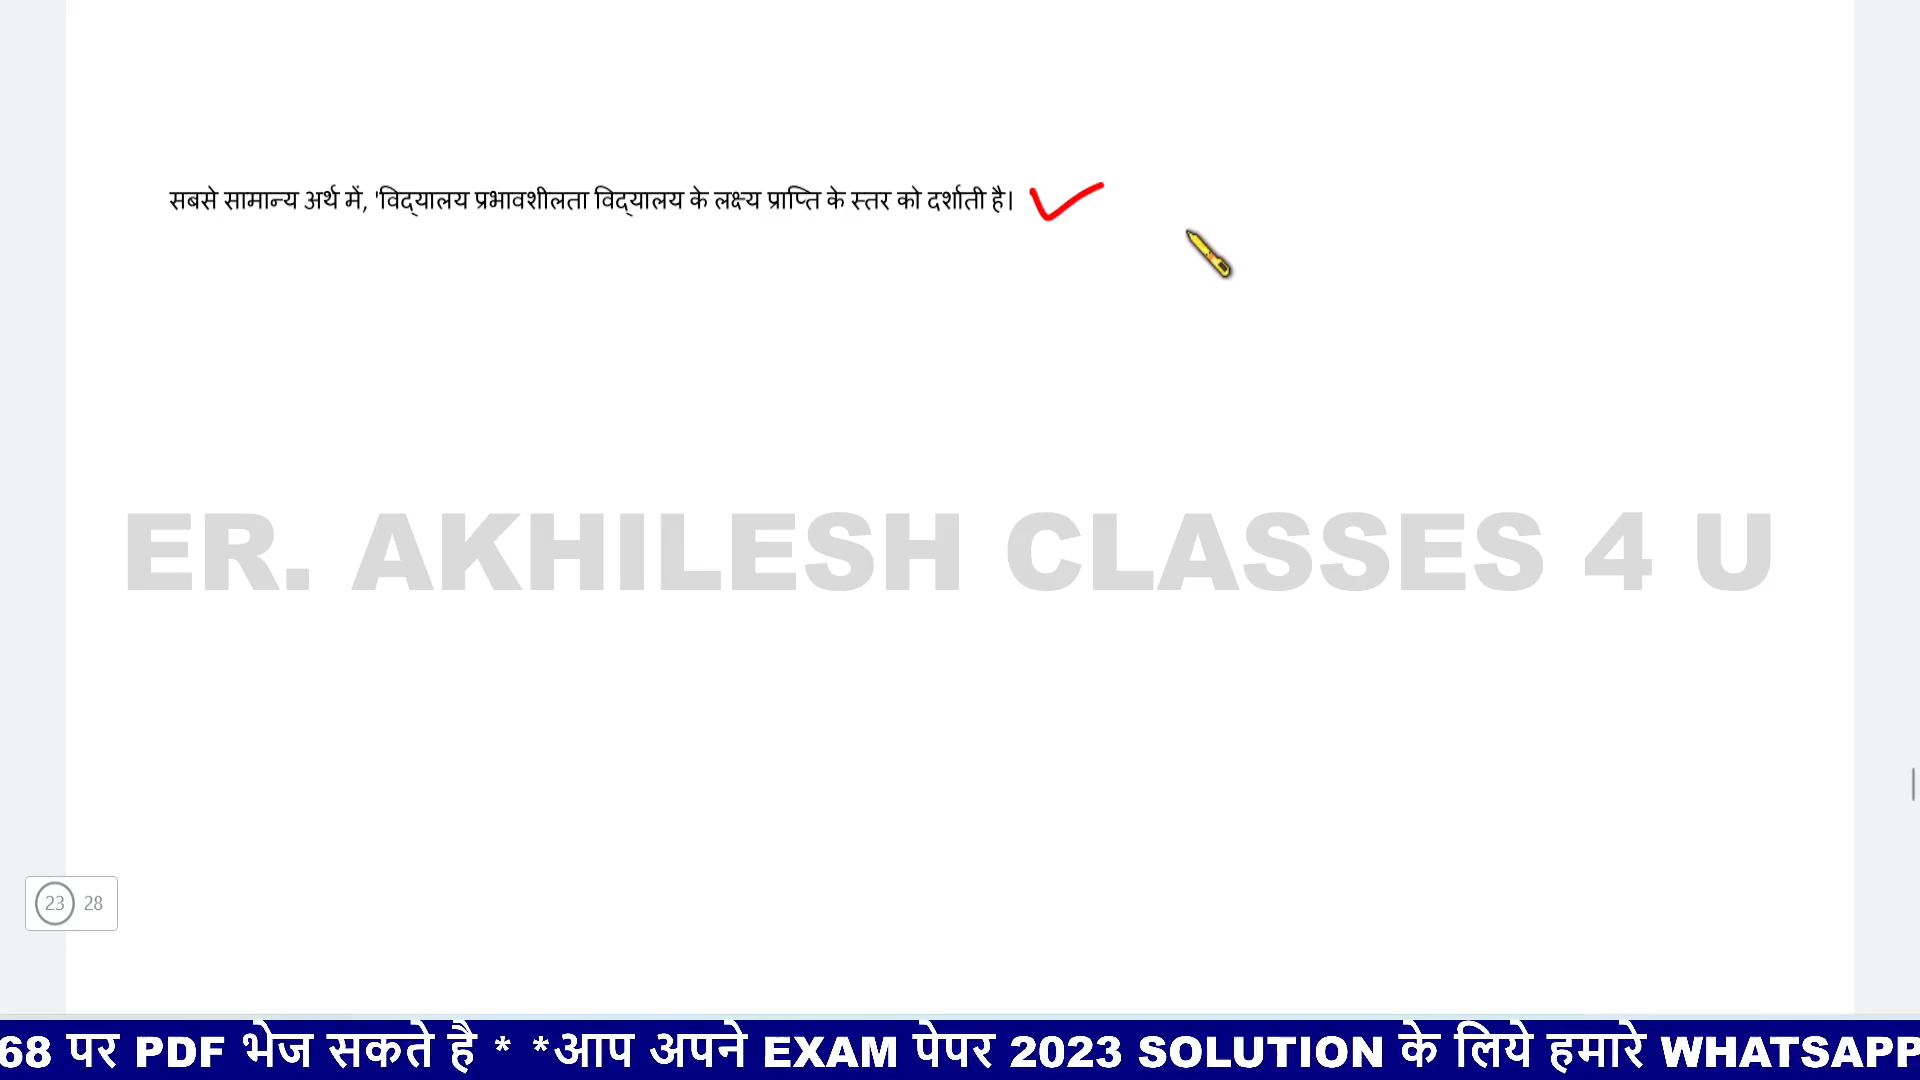 सबसे सामान्य अर्थ में, 'विद्यालय प्रभावशीलता विद्यालय के लक्ष्य प्राप्ति के स्तर को दर्शाती है।
ER. AKHILESH CLASSES 4 U
23 28
68 पर PDF भेज सकते है * *आप अपने EXAM पेपर 2023 SOLUTION के लिये हमारे WHATSAPP